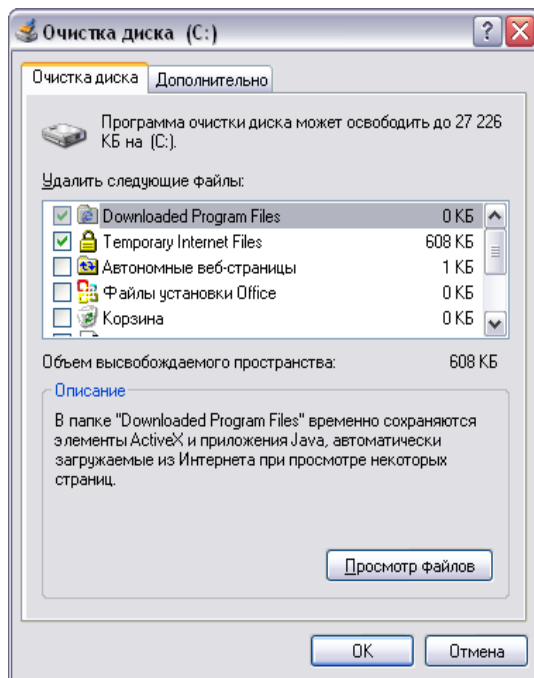 Очистка диска (C:)
Очистка диска Дополнительно
Программа очистки диска может освободить до 27 226
КБ на (C:).
Удалить следующие файлы:
Downloaded Program Files 0 КБ
Temporary Internet Files 608 КБ
Автономные веб-страницы 1 КБ
Файлы установки Office 0 КБ
Корзина 0 КБ
Объем высвобождаемого пространства: 608 КБ
Описание
В папке "Downloaded Program Files" временно сохраняются
элементы ActiveX и приложения Java, автоматически
загружаемые из Интернета при просмотре некоторых
страниц.
Просмотр файлов
OK Отмена